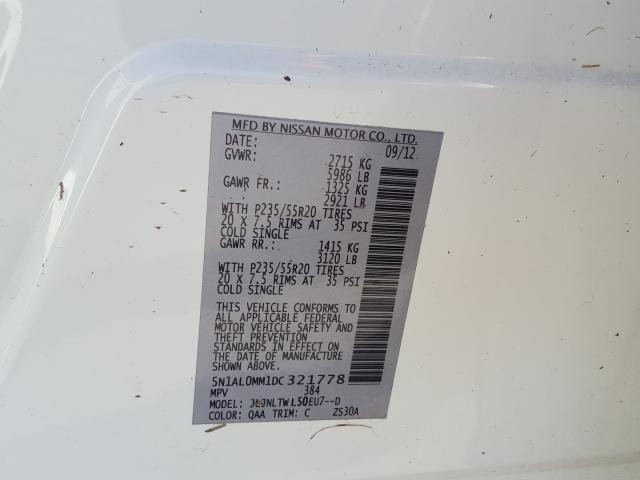 MFD BY NISSAN MOTOR CO., LTD.
DATE: 09/12
GVWR: 2715 KG
5986 LB
GAWR FR.: 1325 KG
2921 LB
WITH P235/55R20 TIRES
20 X 7.5 RIMS AT 35 PSI
COLD SINGLE
GAWR RR.: 1415 KG
3120 LB
WITH P235/55R20 TIRES
20 X 7.5 RIMS AT 35 PSI
COLD SINGLE
THIS VEHICLE CONFORMS TO
ALL APPLICABLE FEDERAL
MOTOR VEHICLE SAFETY AND
THEFT PREVENTION
STANDARDS IN EFFECT ON
THE DATE OF MANUFACTURE
SHOWN ABOVE.
5N1AL0MM1DC321778
MPV 384
MODEL:
COLOR: QAA TRIM: C ZS30A